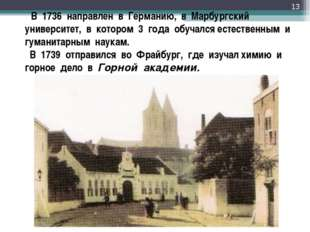 13
В 1736 направлен в Германию, в Марбургский
университет, в котором 3 года обучался естественным и
гуманитарным наукам.
В 1739 отправился во Фрайбург, где изучал химию и
горное дело в Горной академии.